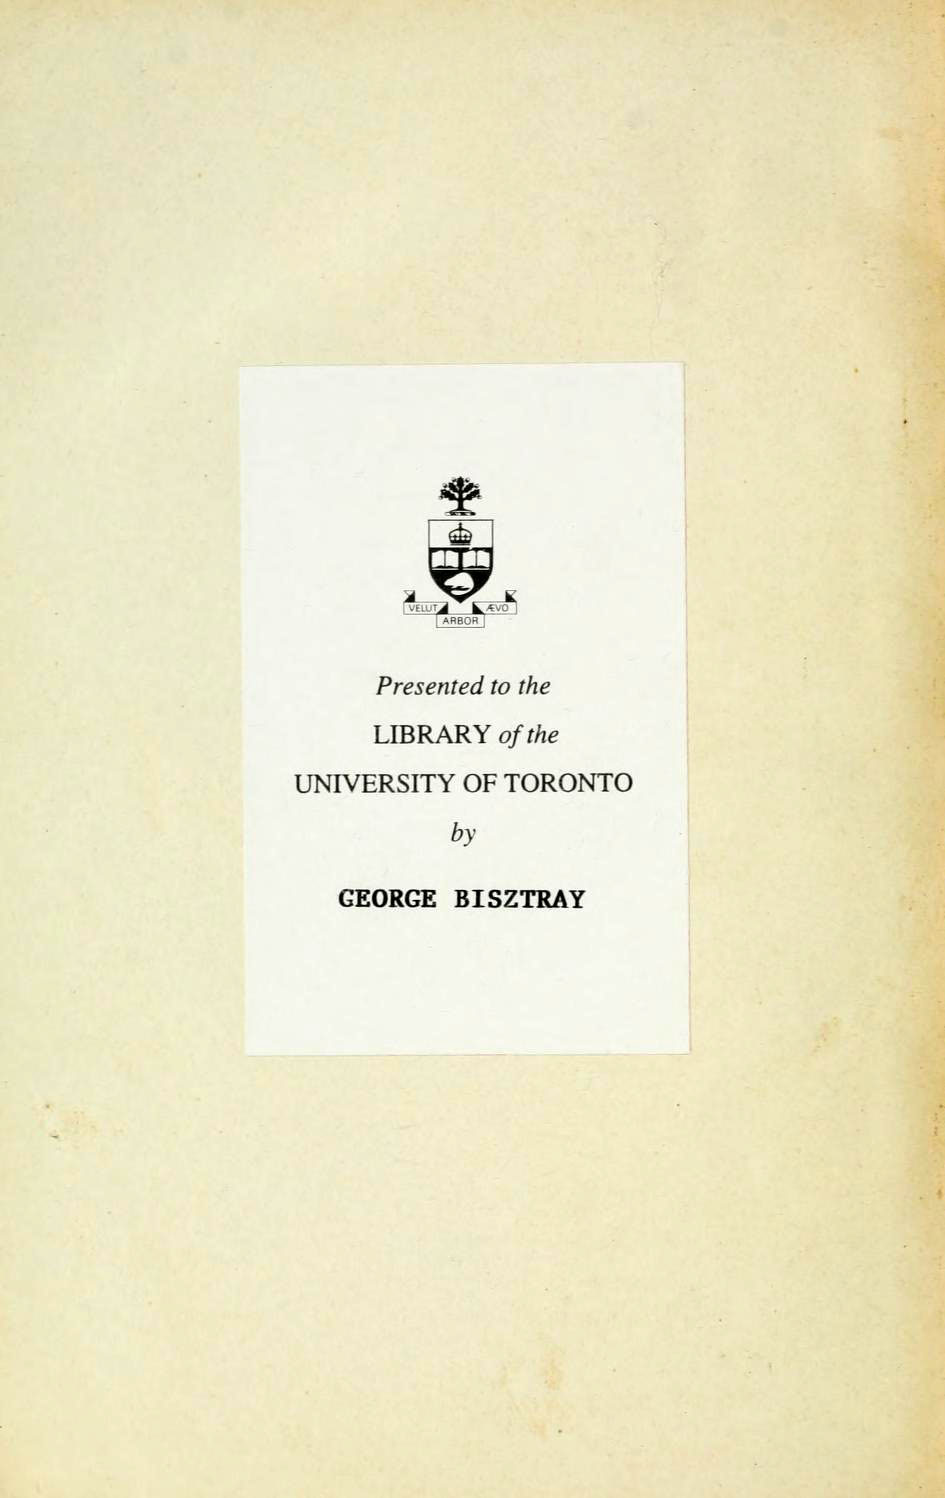 VELUT ÆVO
ARBOR
Presented to the
LIBRARY of the
UNIVERSITY OF TORONTO
by
GEORGE BISZTRAY